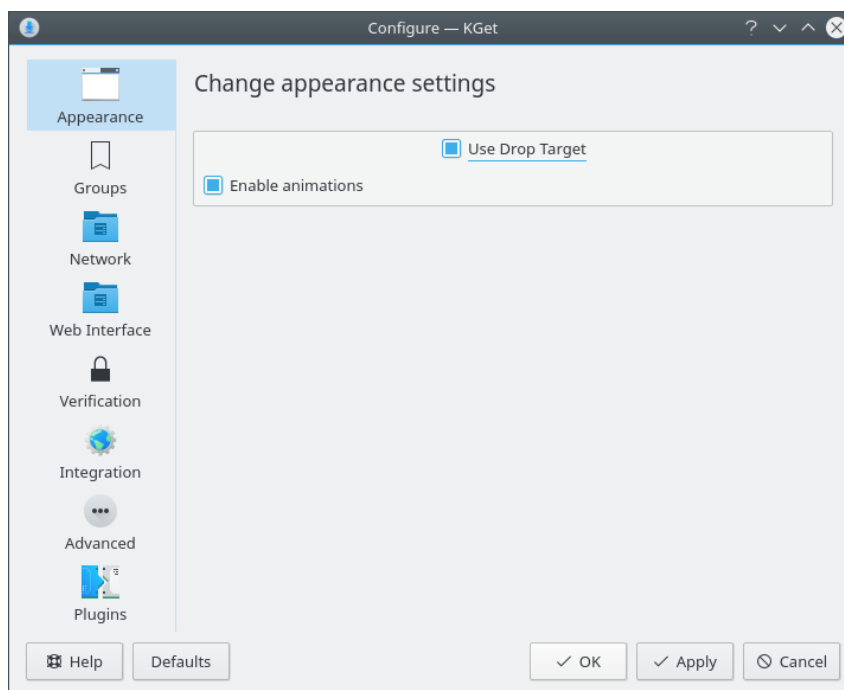 Configure — KGet
Appearance
Groups
Network
Web Interface
Verification
Integration
Advanced
Plugins
Change appearance settings
Use Drop Target
Enable animations
Help
Defaults
OK
Apply
Cancel